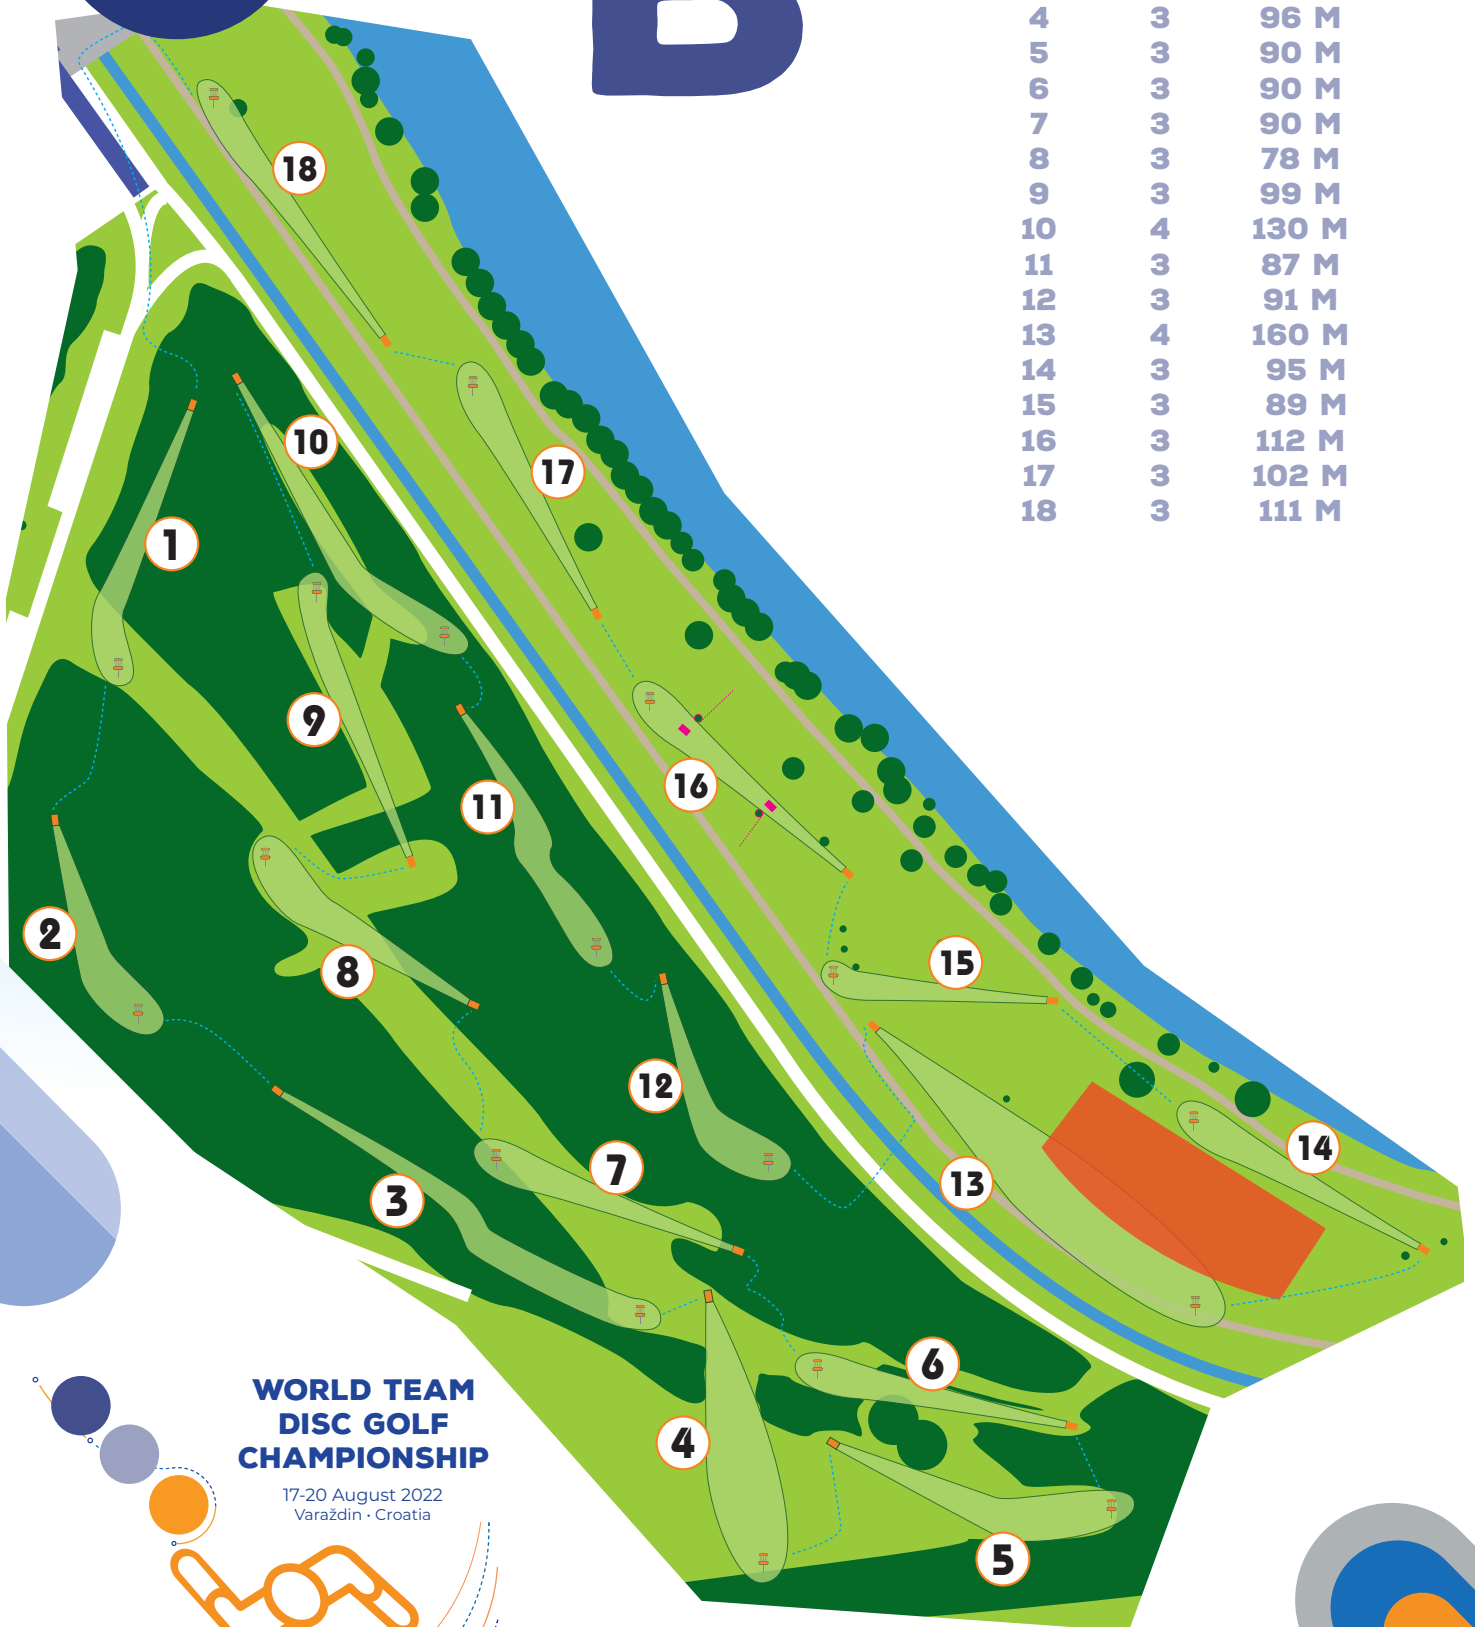 B
4 3 96 M
5 3 90 M
6 3 90 M
7 3 90 M
8 3 78 M
9 3 99 M
10 4 130 M
11 3 87 M
12 3 91 M
13 4 160 M
14 3 95 M
15 3 89 M
16 3 112 M
17 3 102 M
18 3 111 M
18
10
17
1
9
16
11
2
8
15
12
14
7
13
3
6
4
5
WORLD TEAM
DISC GOLF
CHAMPIONSHIP
17-20 August 2022
Varaždin • Croatia